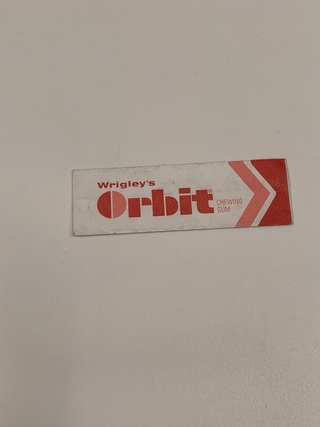 Wrigley's
Orbit
CHEWING
GUM